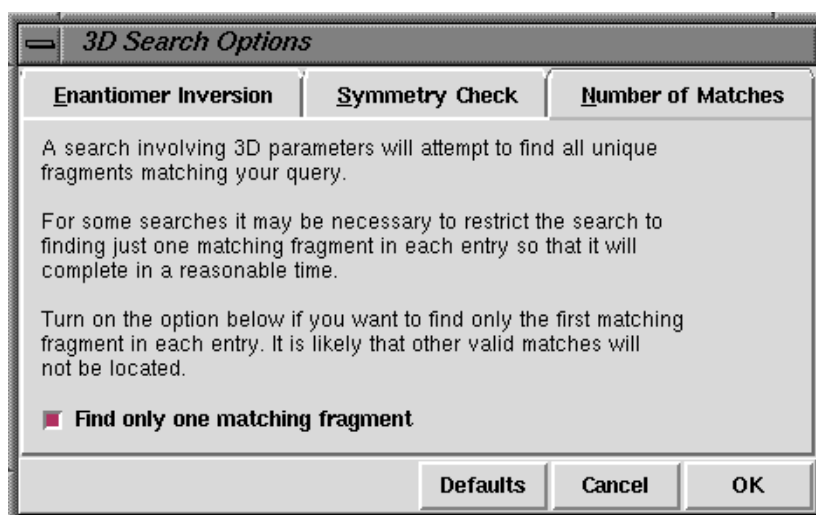 3D Search Options
Enantiomer Inversion
Symmetry Check
Number of Matches
A search involving 3D parameters will attempt to find all unique
fragments matching your query.
For some searches it may be necessary to restrict the search to
finding just one matching fragment in each entry so that it will
complete in a reasonable time.
Turn on the option below if you want to find only the first matching
fragment in each entry. It is likely that other valid matches will
not be located.
Find only one matching fragment
Defaults
Cancel
OK